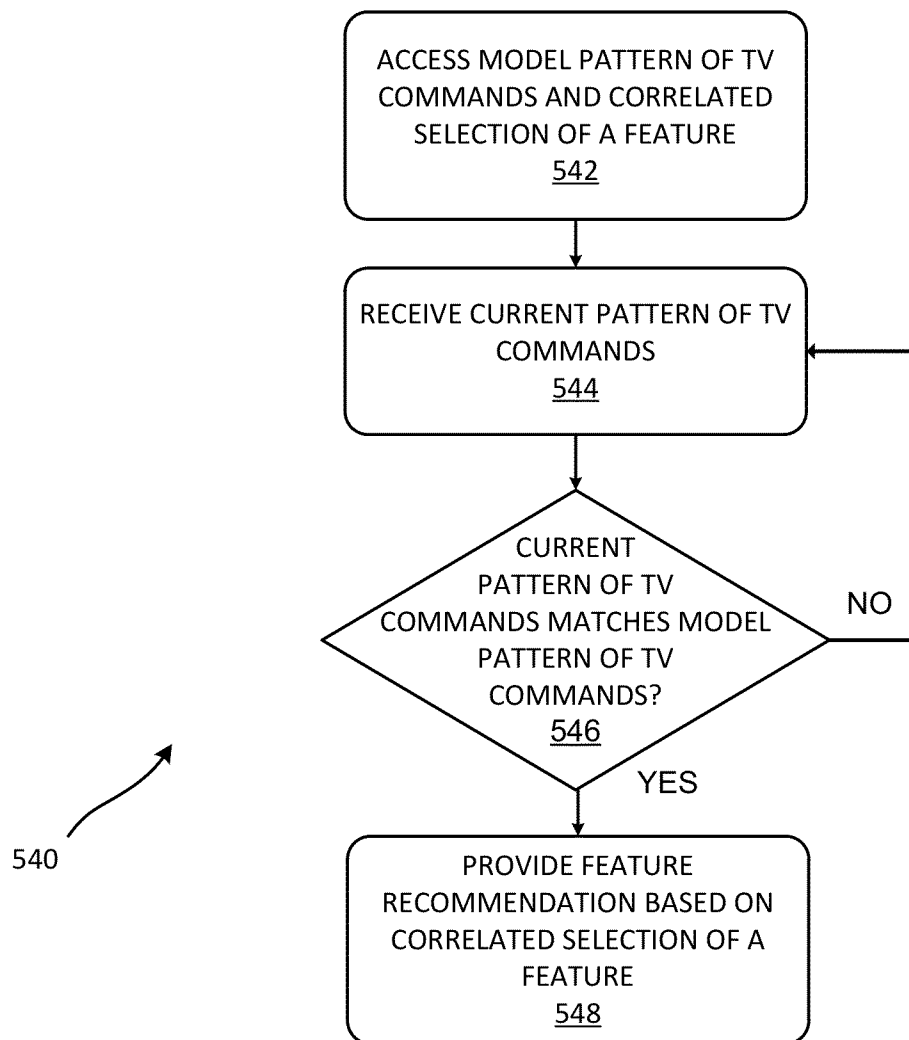 ACCESS MODEL PATTERN OF TV
COMMANDS AND CORRELATED
SELECTION OF A FEATURE
542
RECEIVE CURRENT PATTERN OF TV
COMMANDS
544
CURRENT
PATTERN OF TV
COMMANDS MATCHES MODEL
PATTERN OF TV
COMMANDS?
546
NO
YES
PROVIDE FEATURE
RECOMMENDATION BASED ON
CORRELATED SELECTION OF A
FEATURE
548
540